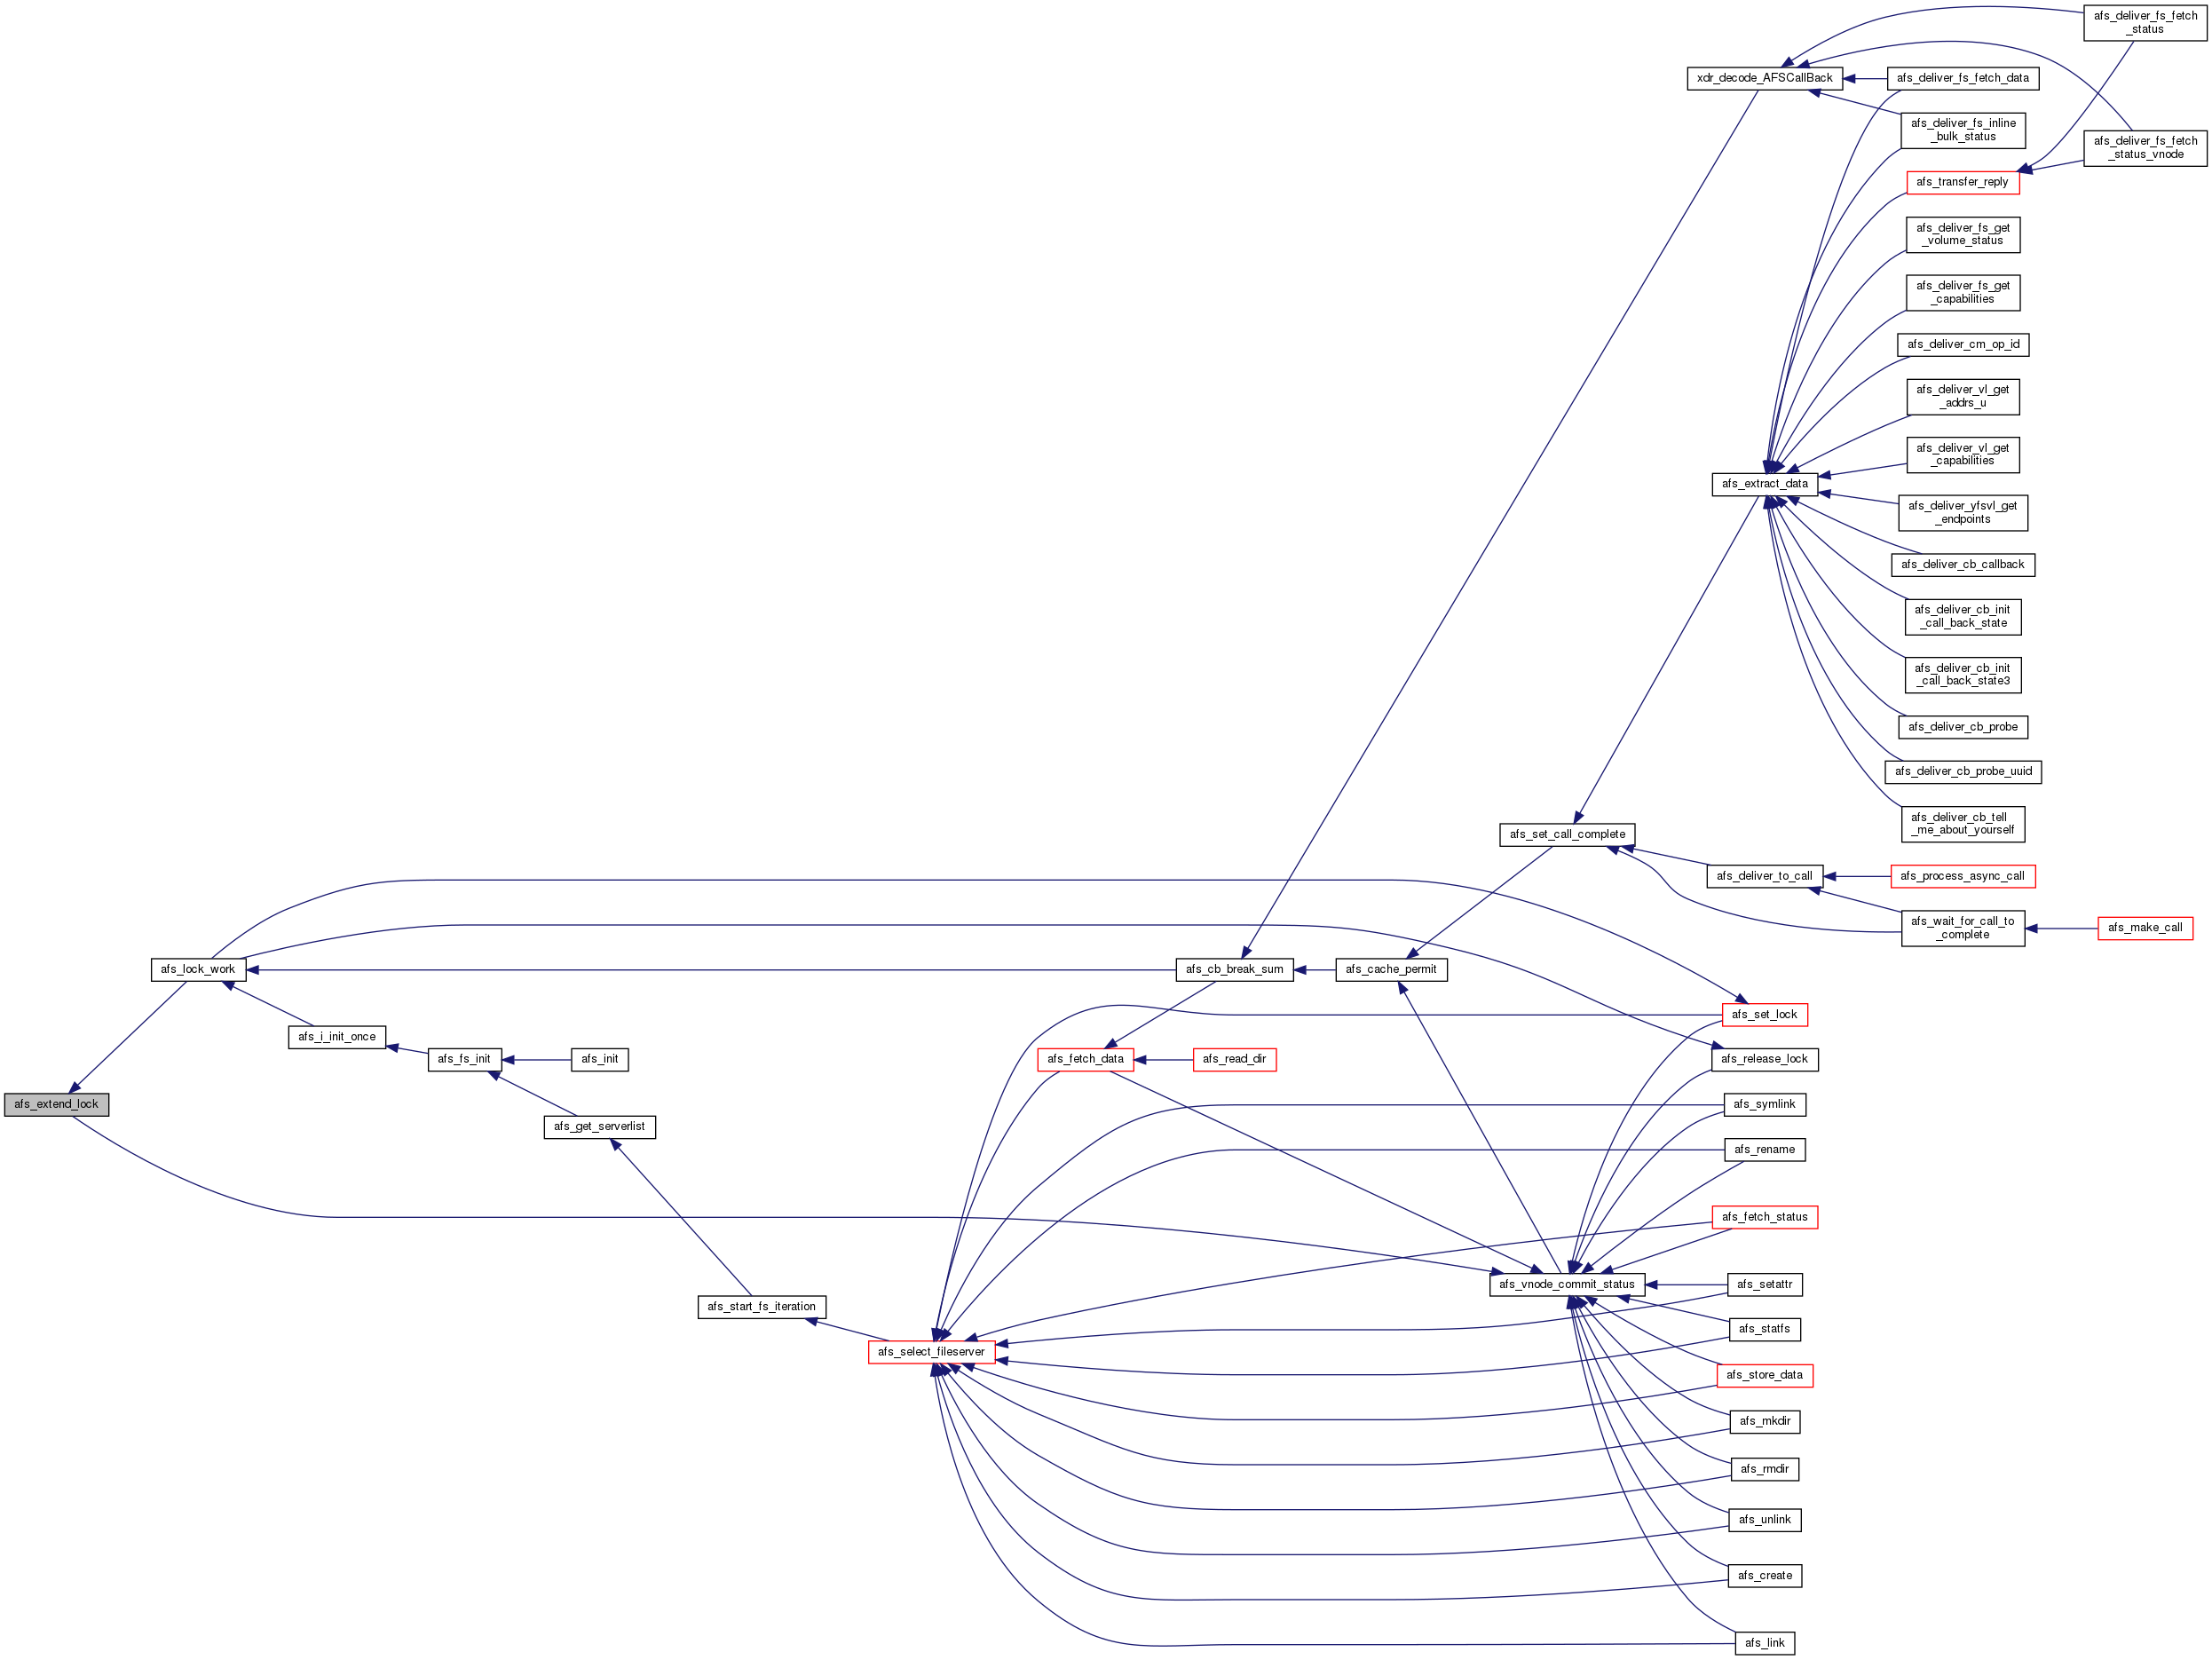 afs_deliver_fs_fetch
_status
xdr_decode_AFSCallBack
afs_deliver_fs_fetch_data
afs_deliver_fs_inline
_bulk_status
afs_deliver_fs_fetch
_status_vnode
afs_transfer_reply
afs_deliver_fs_get
_volume_status
afs_deliver_fs_get
_capabilities
afs_deliver_cm_op_id
afs_deliver_vl_get
_addrs_u
afs_deliver_vl_get
_capabilities
afs_extract_data
afs_deliver_yfsvl_get
_endpoints
afs_deliver_cb_callback
afs_deliver_cb_init
_call_back_state
afs_deliver_cb_init
_call_back_state3
afs_deliver_cb_probe
afs_deliver_cb_probe_uuid
afs_deliver_cb_tell
_me_about_yourself
afs_set_call_complete
afs_deliver_to_call
afs_process_async_call
afs_wait_for_call_to
_complete
afs_make_call
afs_lock_work
afs_cb_break_sum
afs_cache_permit
afs_set_lock
afs_i_init_once
afs_fs_init
afs_init
afs_fetch_data
afs_read_dir
afs_release_lock
afs_extend_lock
afs_symlink
afs_get_serverlist
afs_rename
afs_fetch_status
afs_vnode_commit_status
afs_setattr
afs_start_fs_iteration
afs_statfs
afs_select_fileserver
afs_store_data
afs_mkdir
afs_rmdir
afs_unlink
afs_create
afs_link